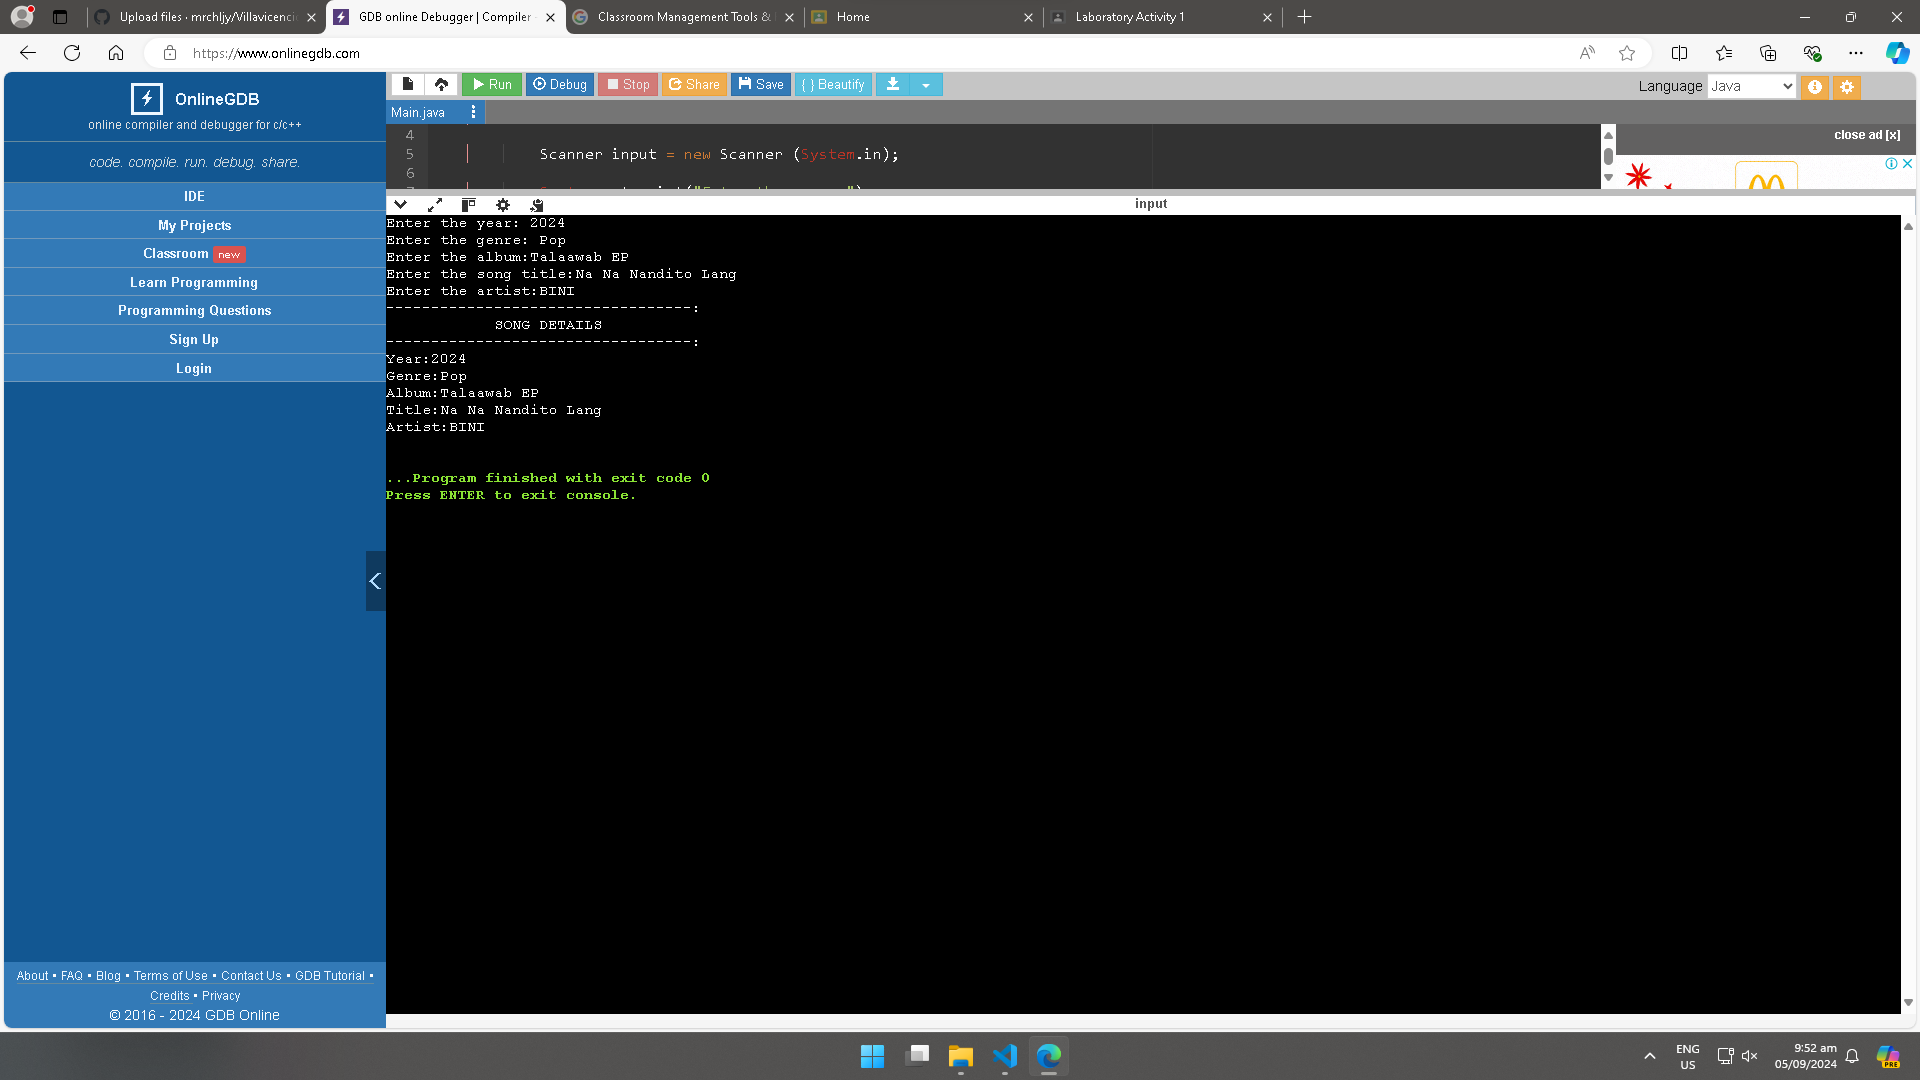 Upload files · mrchljy/Villavicenci
GDB online Debugger | Compiler
Classroom Management Tools &
Home
Laboratory Activity 1
https://www.onlinegdb.com
OnlineGDB
online compiler and debugger for c/c++
code. compile. run. debug. share.
IDE
My Projects
Classroom new
Learn Programming
Programming Questions
Sign Up
Login
About • FAQ • Blog • Terms of Use • Contact Us • GDB Tutorial •
Credits • Privacy
© 2016 - 2024 GDB Online
Run Debug Stop Share Save { } Beautify
Language Java
Main.java
close ad [x]
4
5 Scanner input = new Scanner (System.in);
6
input
Enter the year: 2024
Enter the genre: Pop
Enter the album:Talaawab EP
Enter the song title:Na Na Nandito Lang
Enter the artist:BINI
----------------------------------:
SONG DETAILS
----------------------------------:
Year:2024
Genre:Pop
Album:Talaawab EP
Title:Na Na Nandito Lang
Artist:BINI
...Program finished with exit code 0
Press ENTER to exit console.
ENG
US
9:52 am
05/09/2024
PRE